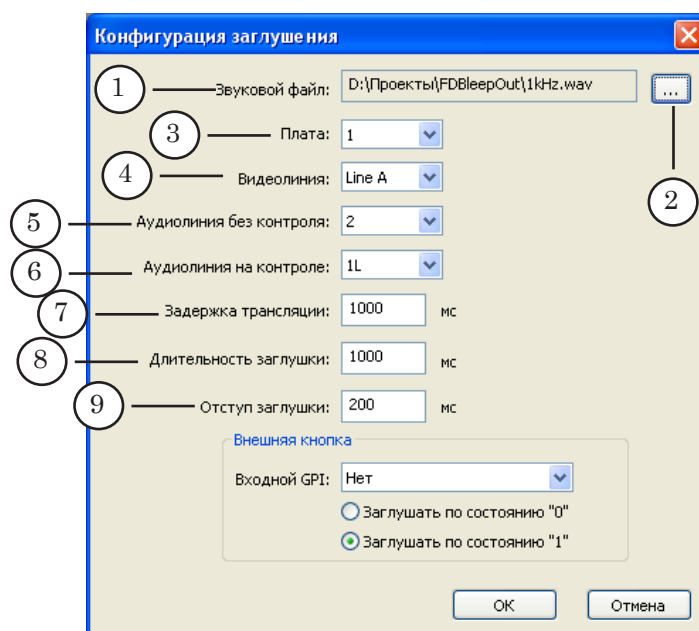 Конфигурация заглушения
1 Звуковой файл: D:\Проекты\FDBleepOut\1kHz.wav ...
3 Плата: 1
4 Видеолиния: Line A
2
5 Аудиолиния без контроля: 2
6 Аудиолиния на контроле: 1L
7 Задержка трансляции: 1000 мс
8 Длительность заглушки: 1000 мс
9 Отступ заглушки: 200 мс
Внешняя кнопка
Входной GPI: Нет
Заглушать по состоянию "0"
Заглушать по состоянию "1"
ОК Отмена